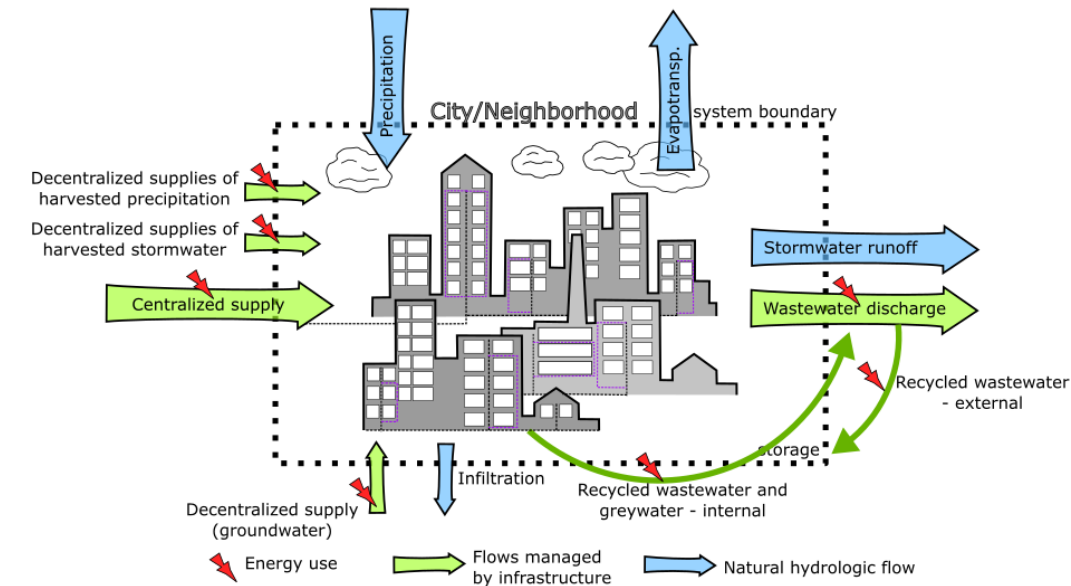 Precipitation
Evapotransp.
City/Neighborhood
system boundary
Decentralized supplies of
harvested precipitation
Decentralized supplies of
harvested stormwater
Centralized supply
Stormwater runoff
Wastewater discharge
Recycled wastewater
- external
storage
Infiltration
Recycled wastewater and
greywater - internal
Decentralized supply
(groundwater)
Energy use
Flows managed
by infrastructure
Natural hydrologic flow